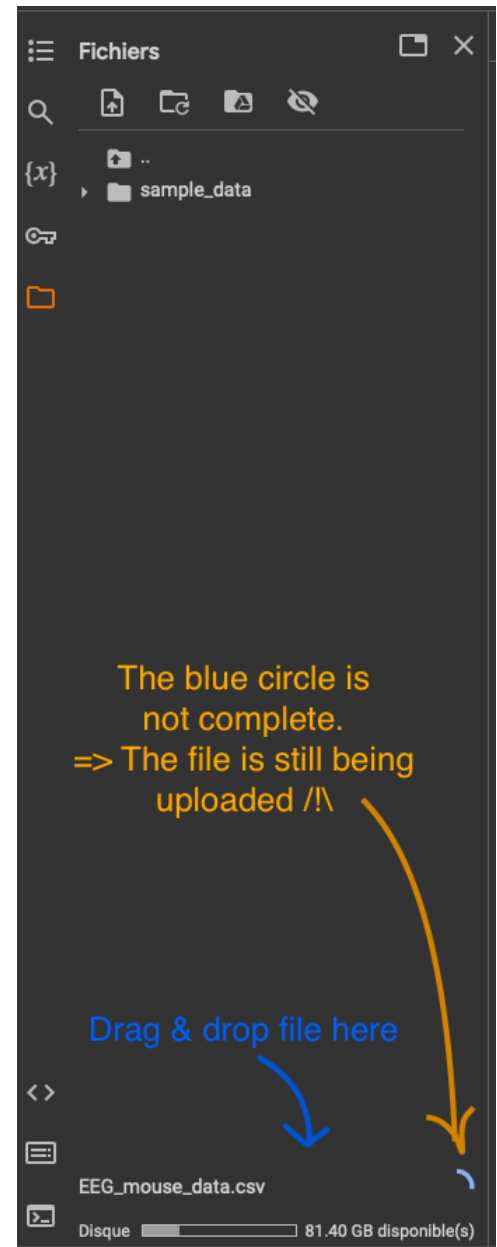 Fichiers
{x}
..
sample_data
The blue circle is
not complete.
=> The file is still being
uploaded /!\
Drag & drop file here
<>
EEG_mouse_data.csv
Disque 81.40 GB disponible(s)